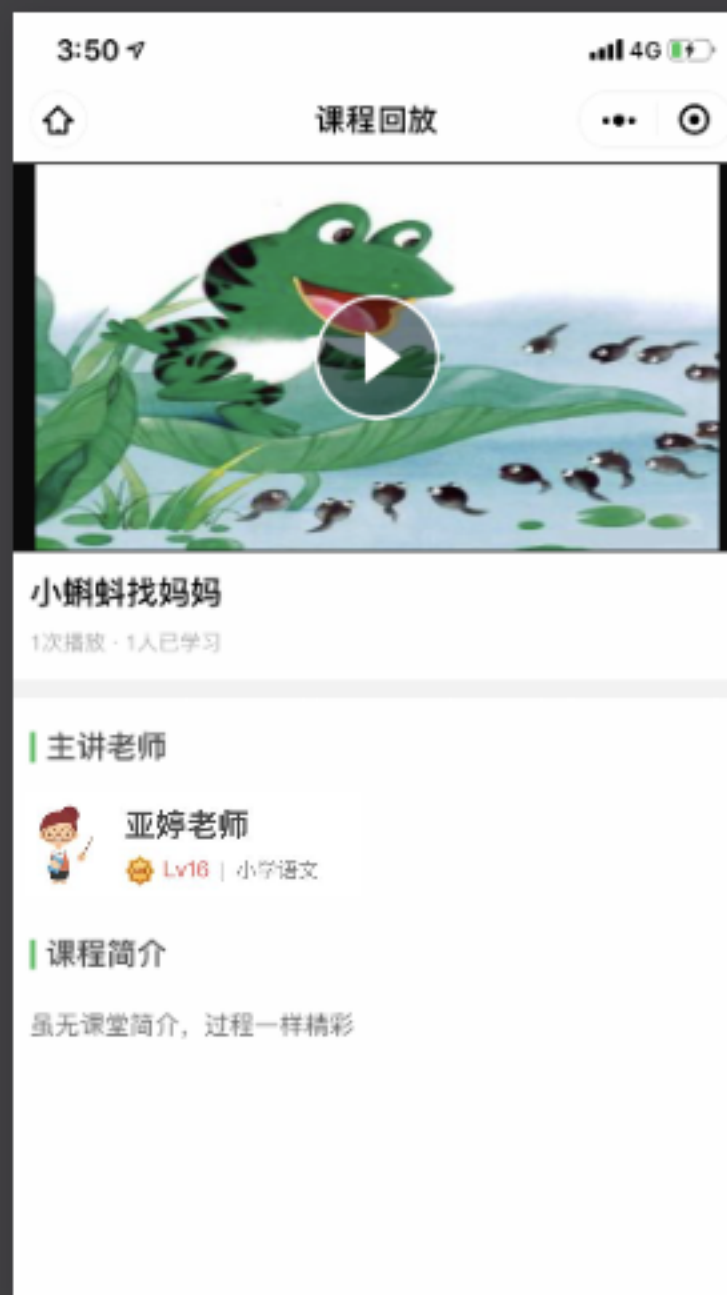 3:50
4G
课程回放
小蝌蚪找妈妈
1次播放 · 1人已学习
主讲老师
亚婷老师
Lv16 | 小学语文
课程简介
虽无课堂简介，过程一样精彩